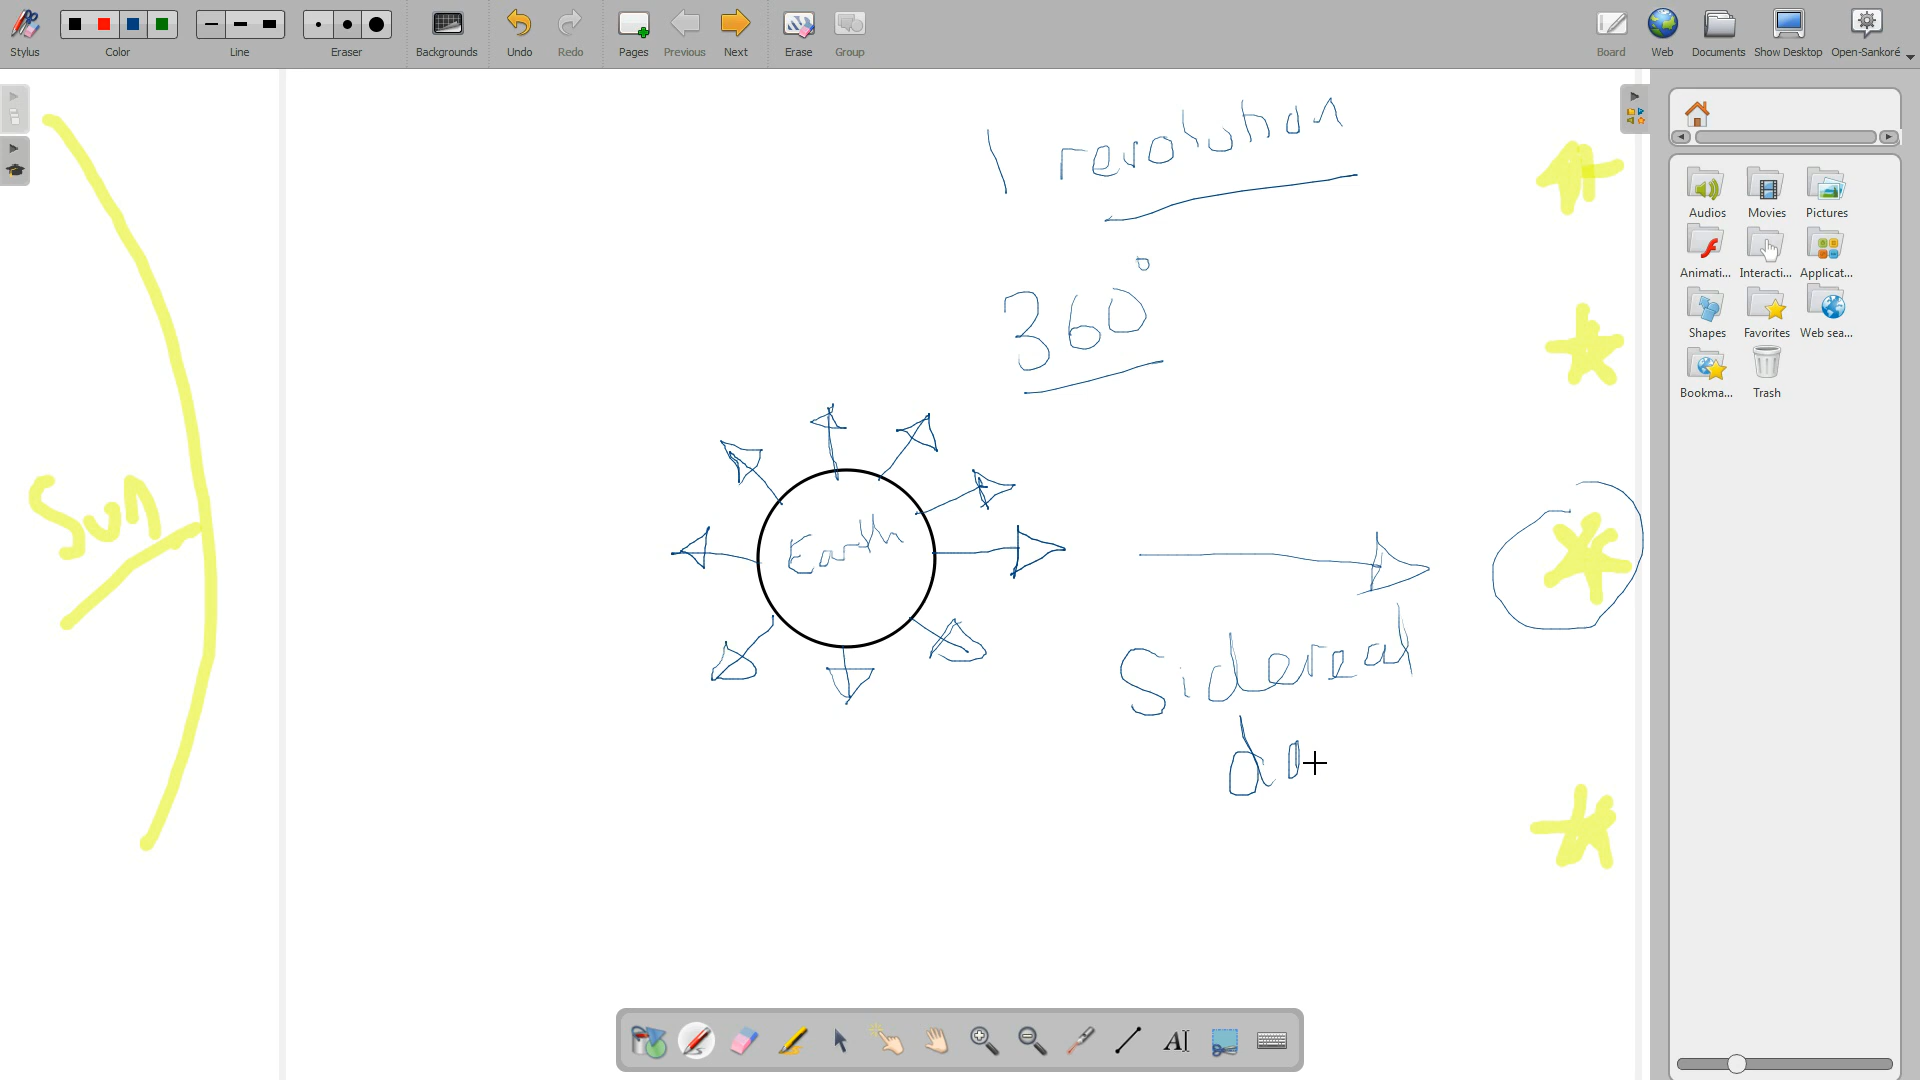 Stylus Color Line Eraser Backgrounds Undo Redo Pages Previous Next Erase Group Board Web Documents Show Desktop Open-Sankoré
1 revolution
360°
Sun
Earth
Sidereal
da
Audios Movies Pictures
Animati... Interacti... Applicat...
Shapes Favorites Web sea...
Bookma... Trash
AI